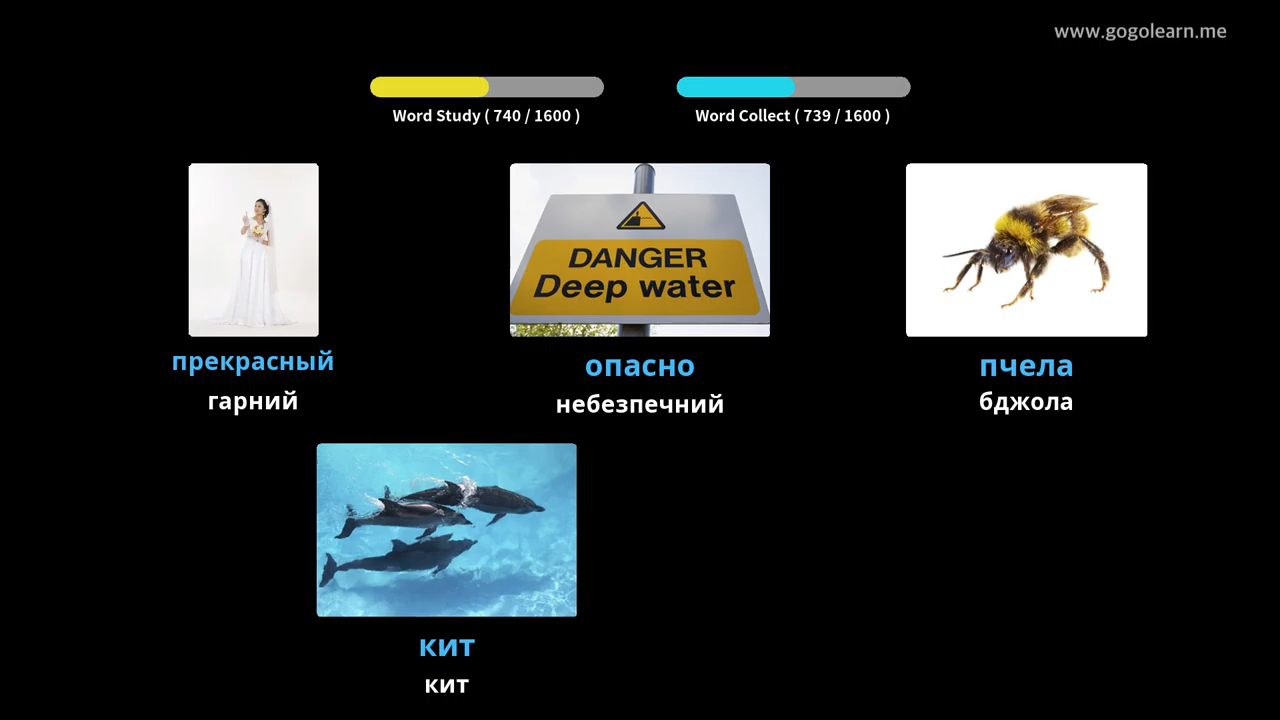 www.gogolearn.me
Word Study ( 740 / 1600 )
Word Collect ( 739 / 1600 )
DANGER
Deep water
прекрасный
гарний
опасно
небезпечний
пчела
бджола
кит
кит